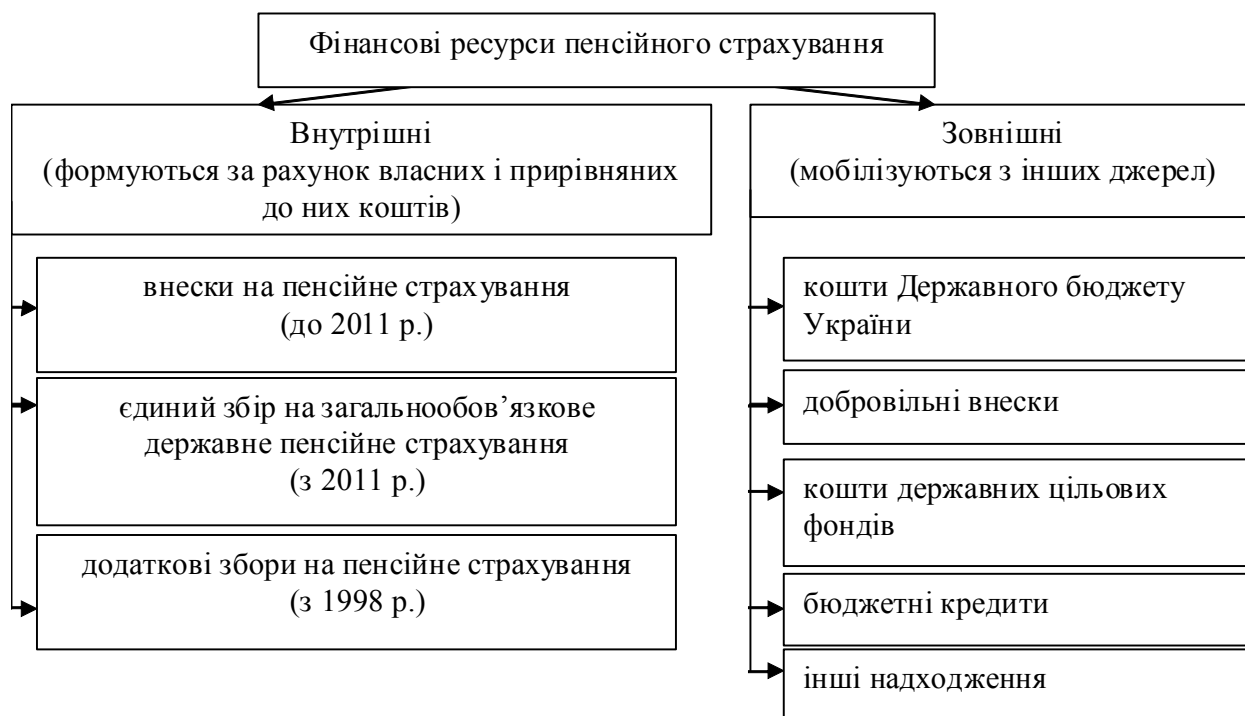 Фінансові ресурси пенсійного страхування
Внутрішні
(формуються за рахунок власних і прирівняних
до них коштів)
внески на пенсійне страхування
(до 2011 р.)
єдиний збір на загальнообов’язкове
державне пенсійне страхування
(з 2011 р.)
додаткові збори на пенсійне страхування
(з 1998 р.)
Зовнішні
(мобілізуються з інших джерел)
кошти Державного бюджету
України
добровільні внески
кошти державних цільових
фондів
бюджетні кредити
інші надходження